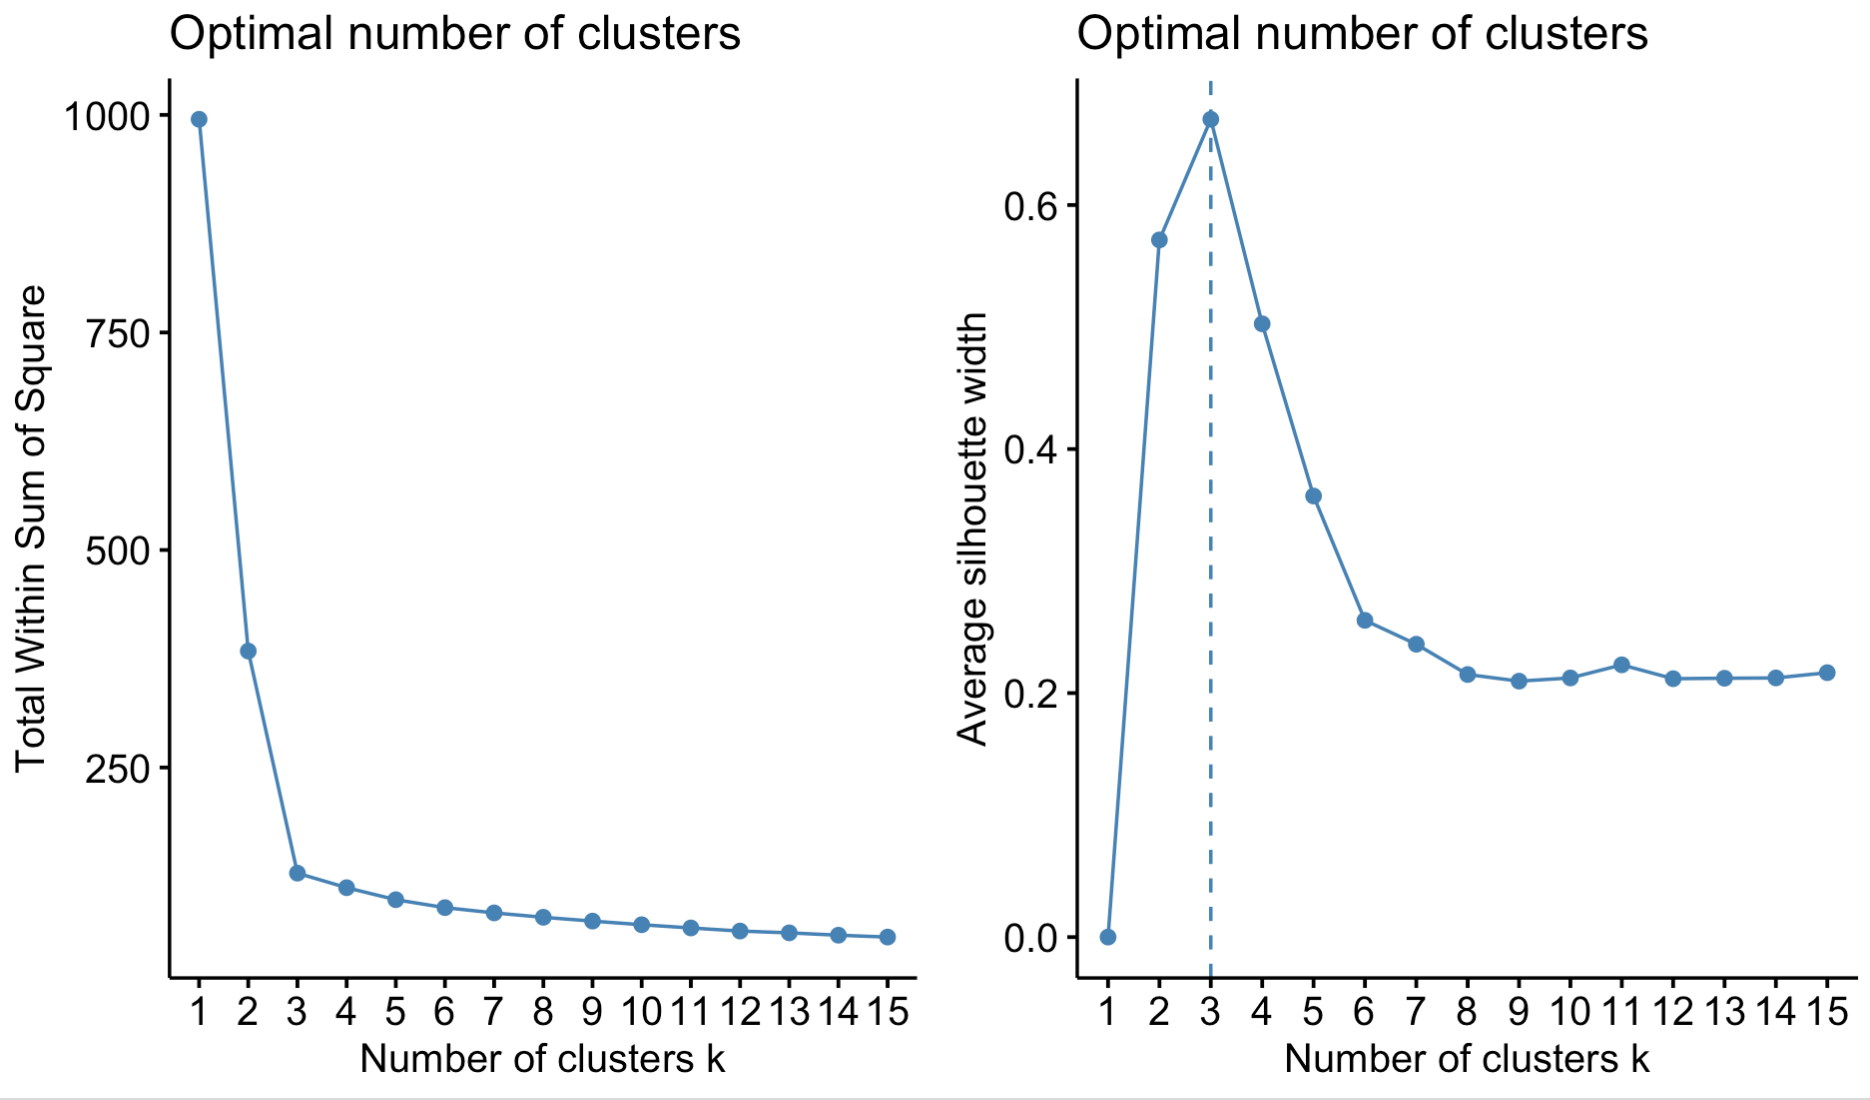 Optimal number of clusters
Total Within Sum of Square
1000
750
500
250
1 2 3 4 5 6 7 8 9 10 11 12 13 14 15
Number of clusters k
Optimal number of clusters
Average silhouette width
0.6
0.4
0.2
0.0
1 2 3 4 5 6 7 8 9 10 11 12 13 14 15
Number of clusters k